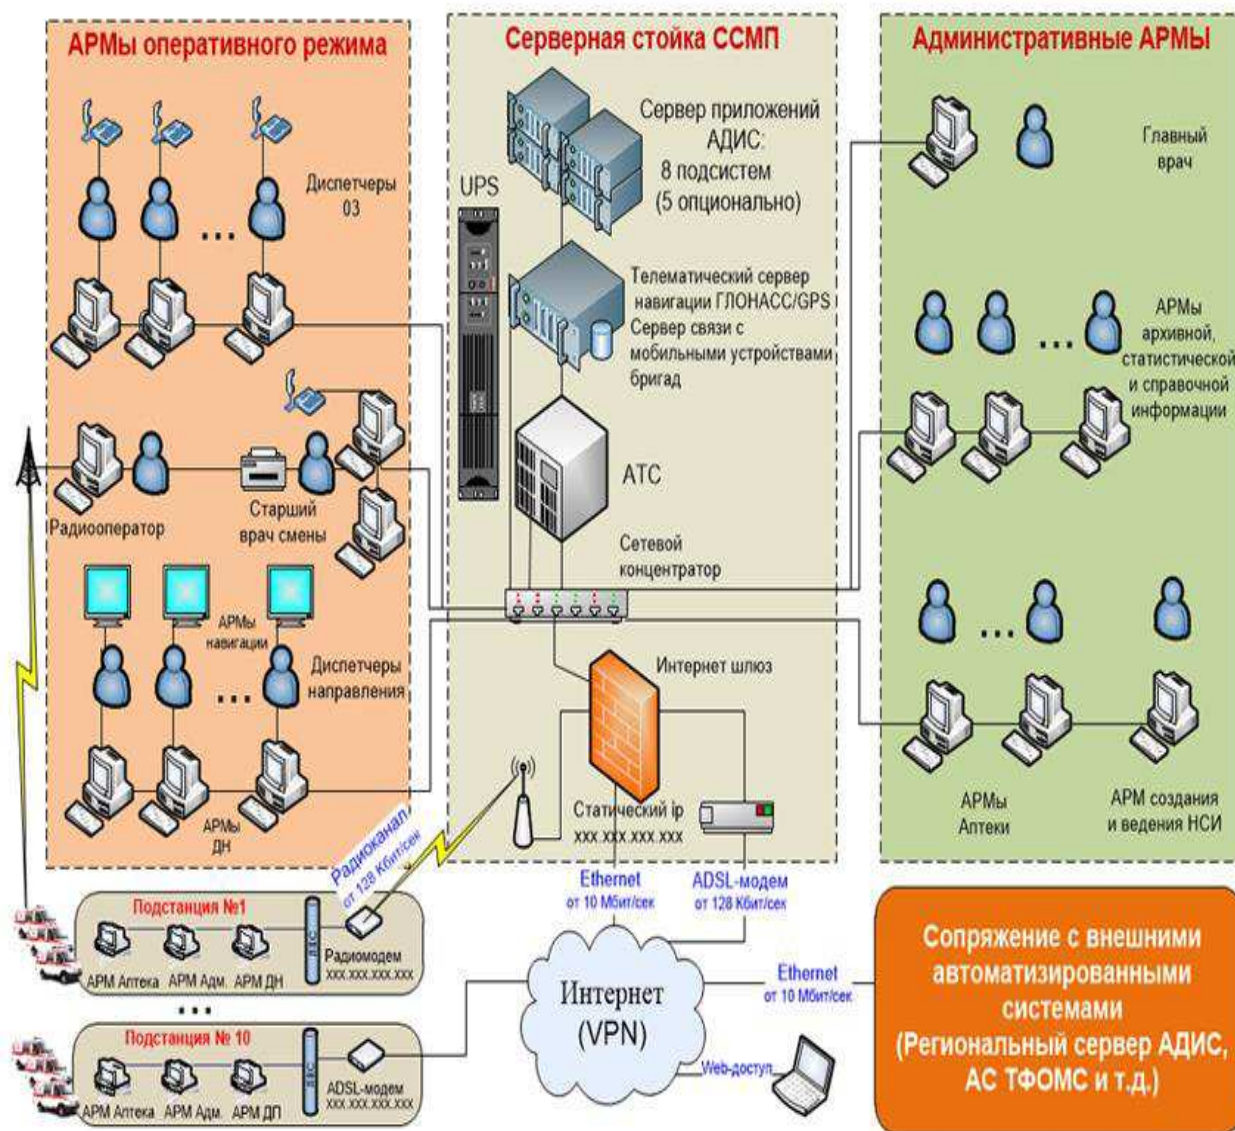 АРМы оперативного режима
Диспетчеры
03
Радиооператор
Старший
врач смены
АРМы
навигации
Диспетчеры
направления
АРМы
ДН
Серверная стойка ССМП
UPS
Сервер приложений
АДИС:
8 подсистем
(5 опционально)
Телематический сервер
навигации ГЛОНАСС/GPS
Сервер связи с
мобильными устройствами
бригад
АТС
Сетевой
концентратор
Интернет шлюз
Статический ip
xxx.xxx.xxx.xxx
Административные АРМЫ
Главный
врач
АРМы
архивной,
статистической
и справочной
информации
АРМы
Аптеки
АРМ создания
и ведения НСИ
Радиоканал
от 128 Кбит/сек
Ethernet
от 10 Мбит/сек
ADSL-модем
от 128 Кбит/сек
Подстанция №1
АРМ Аптека
АРМ Адм.
АРМ ДН
ЛВС
Радиомодем
xxx.xxx.xxx.xxx
...
Подстанция № 10
АРМ Аптека
АРМ Адм.
АРМ ДП
ЛВС
ADSL-модем
xxx.xxx.xxx.xxx
Интернет
(VPN)
Ethernet
от 10 Мбит/сек
Web-доступ
Сопряжение с внешними
автоматизированными
системами
(Региональный сервер АДИС,
АС ТФОМС и т.д.)